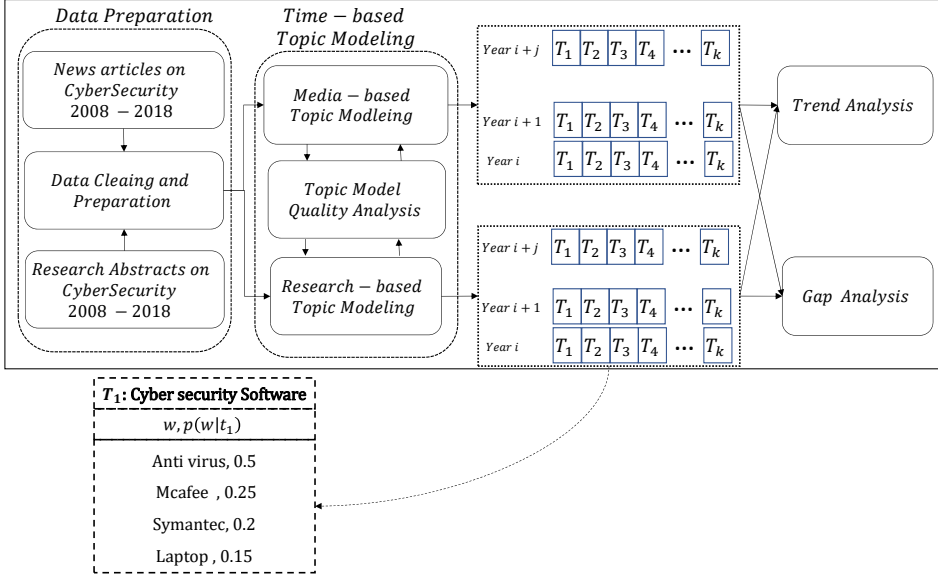 Data Preparation
News articles on
CyberSecurity
2008 − 2018
Data Cleaing and
Preparation
Research Abstracts on
CyberSecurity
2008 − 2018
Time − based
Topic Modeling
Media − based
Topic Modleing
Topic Model
Quality Analysis
Research − based
Topic Modeling
Year i + j T1 T2 T3 T4 ... Tk
Year i + 1 T1 T2 T3 T4 ... Tk
Year i T1 T2 T3 T4 ... Tk
Year i + j T1 T2 T3 T4 ... Tk
Year i + 1 T1 T2 T3 T4 ... Tk
Year i T1 T2 T3 T4 ... Tk
Trend Analysis
Gap Analysis
T1: Cyber security Software
w, p(w|t1)
Anti virus, 0.5
Mcafee , 0.25
Symantec, 0.2
Laptop , 0.15